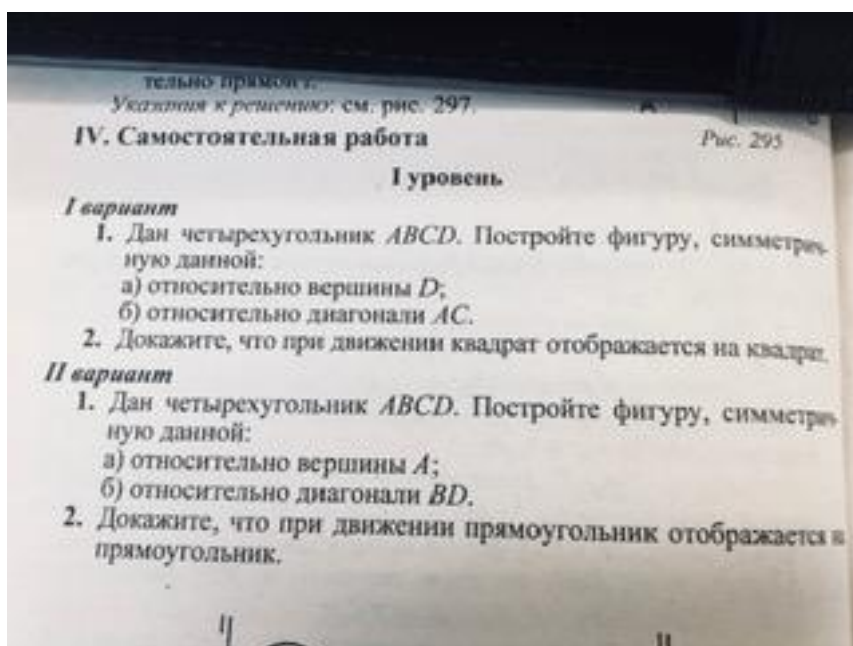 тельно прямой г.
Указания к решению: см. рис. 297.
IV. Самостоятельная работа
Рис. 295
I уровень
I вариант
1. Дан четырехугольник ABCD. Постройте фигуру, симметрич-
ную данной:
а) относительно вершины D;
б) относительно диагонали AC.
2. Докажите, что при движении квадрат отображается на квадрат.
II вариант
1. Дан четырехугольник ABCD. Постройте фигуру, симметрич-
ную данной:
а) относительно вершины A;
б) относительно диагонали BD.
2. Докажите, что при движении прямоугольник отображается
прямоугольник.